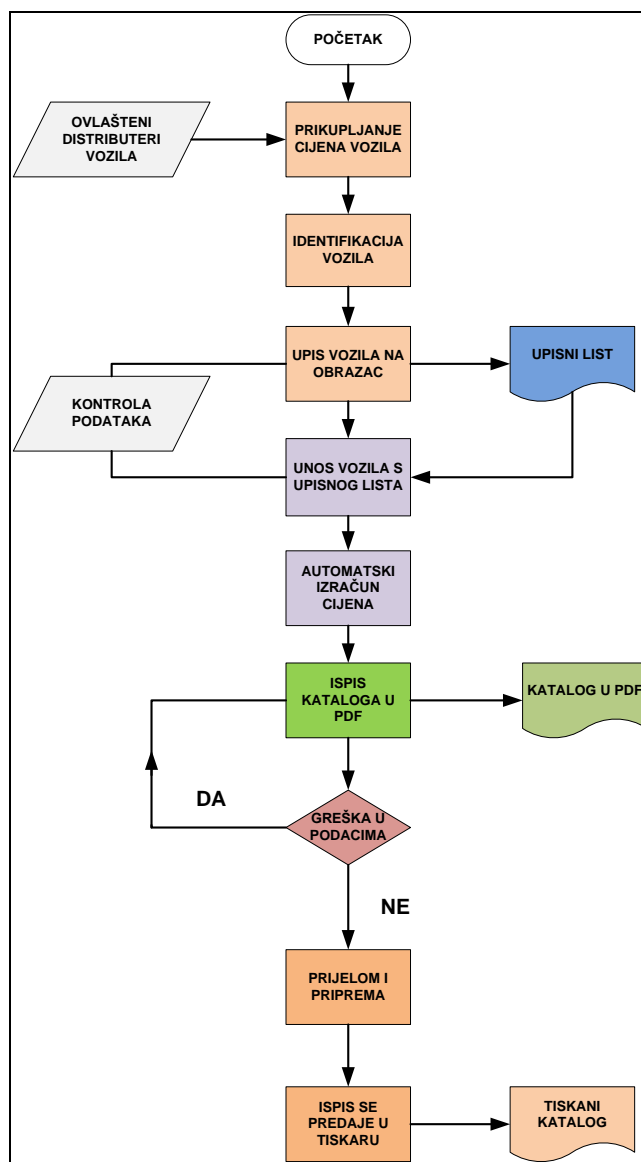 POČETAK
OVLAŠTENI
DISTRIBUTERI
VOZILA
PRIKUPLJANJE
CIJENA VOZILA
IDENTIFIKACIJA
VOZILA
UPIS VOZILA NA
OBRAZAC
UPISNI LIST
KONTROLA
PODATAKA
UNOS VOZILA S
UPISNOG LISTA
AUTOMATSKI
IZRAČUN
CIJENA
ISPIS
KATALOGA U
PDF
KATALOG U PDF
DA
GREŠKA U
PODACIMA
NE
PRIJELOM I
PRIPREMA
ISPIS SE
PREDAJE U
TISKARU
TISKANI
KATALOG